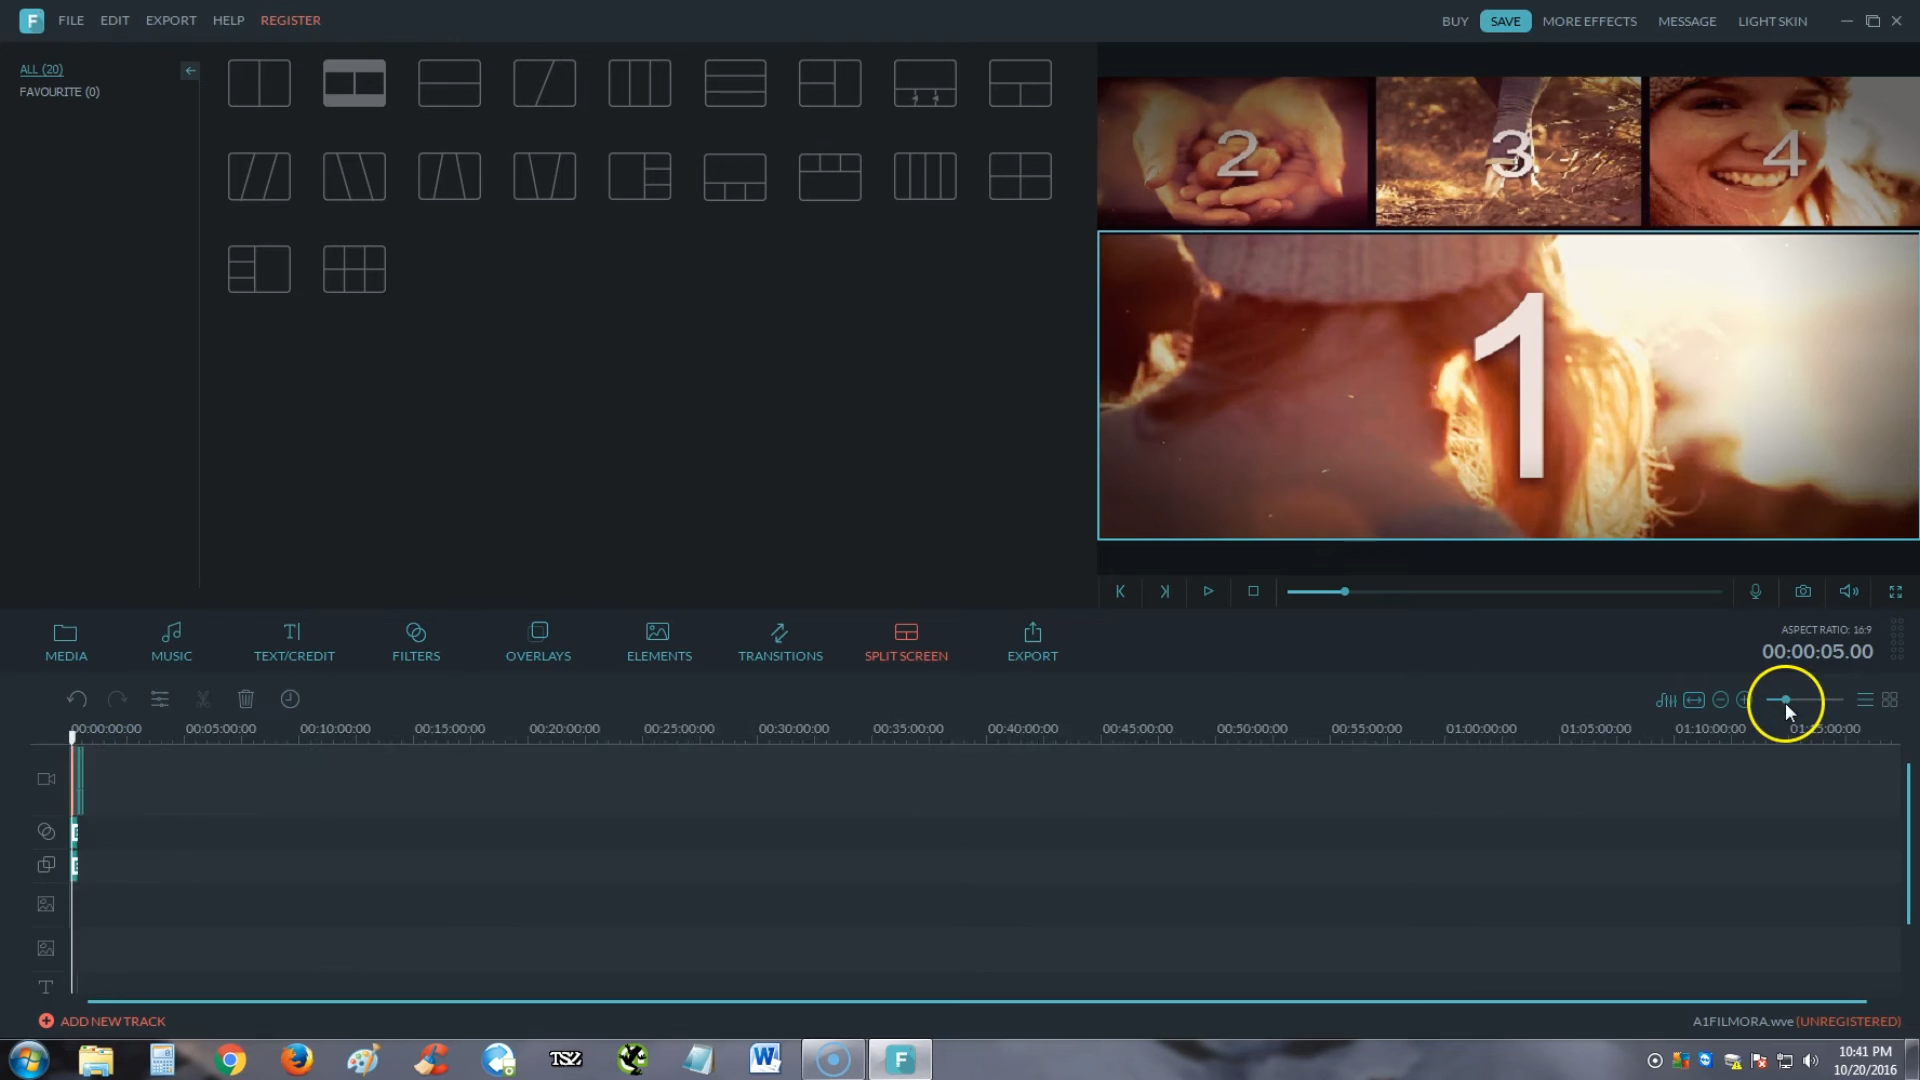 F FILE EDIT EXPORT HELP REGISTER BUY SAVE MORE EFFECTS MESSAGE LIGHT SKIN
ALL (20)
FAVOURITE (0)
2 3 4
1
MEDIA MUSIC TEXT/CREDIT FILTERS OVERLAYS ELEMENTS TRANSITIONS SPLIT SCREEN EXPORT
ASPECT RATIO: 16:9
00:00:05.00
00:00:00:00 00:05:00:00 00:10:00:00 00:15:00:00 00:20:00:00 00:25:00:00 00:30:00:00 00:35:00:00 00:40:00:00 00:45:00:00 00:50:00:00 00:55:00:00 01:00:00:00 01:05:00:00 01:10:00:00 01:15:00:00
ADD NEW TRACK
A1FILMORA.wve (UNREGISTERED)
TSZ W F
10:41 PM
10/20/2016